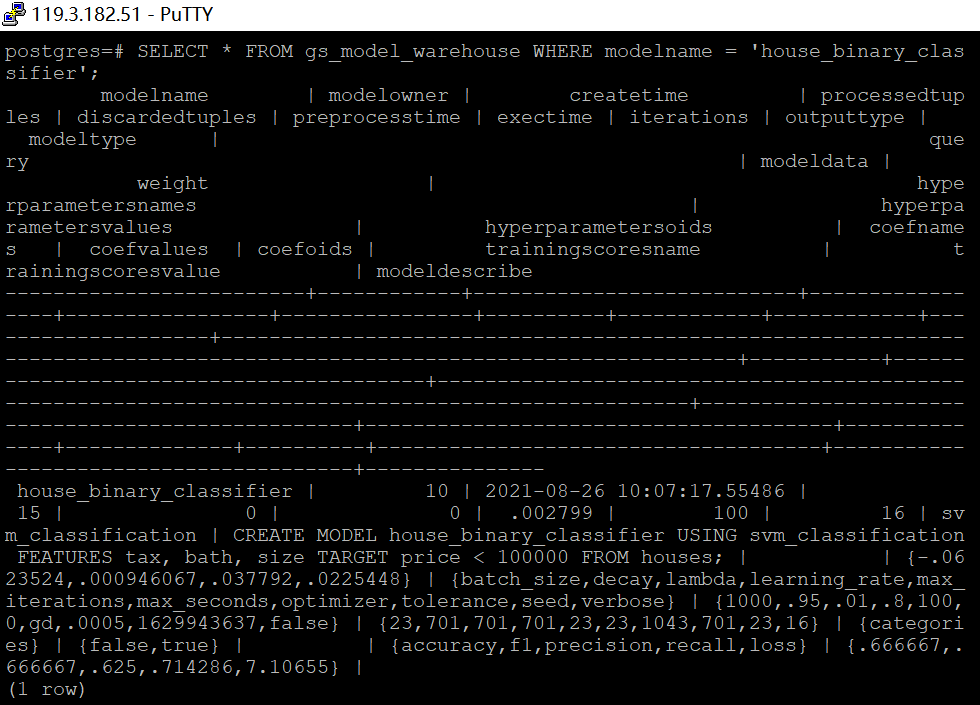 119.3.182.51 - PuTTY
postgres=# SELECT * FROM gs_model_warehouse WHERE modelname = 'house_binary_clas
sifier';
        modelname         | modelowner |         createtime         | processedtup
les | discardedtuples | preprocesstime | exectime | iterations | outputtype |
  modeltype      |                                                           que
ry                                                           | modeldata |
           weight                  |                                        hype
rparametersnames                                         |               hyperpa
rametersvalues               |          hyperparametersoids          |  coefname
s   |  coefvalues  | coefoids |         trainingscoresname          |          t
rainingscoresvalue           | modeldescribe
--------------------------+------------+----------------------------+-------------
----+-----------------+----------------+----------+------------+------------+---
-----------------+--------------------------------------------------------------
-------------------------------------------------------------+-----------+------
-----------------------------------+--------------------------------------------
---------------------------------------------------------+----------------------
-----------------------------+---------------------------------------+----------
----+--------------+----------+-------------------------------------+-----------
-----------------------------+---------------
 house_binary_classifier |         10 | 2021-08-26 10:07:17.55486 |
 15 |               0 |              0 |  .002799 |        100 |         16 | sv
m_classification | CREATE MODEL house_binary_classifier USING svm_classification
 FEATURES tax, bath, size TARGET price < 100000 FROM houses; |           | {-.06
23524,.000946067,.037792,.0225448} | {batch_size,decay,lambda,learning_rate,max_
iterations,max_seconds,optimizer,tolerance,seed,verbose} | {1000,.95,.01,.8,100,
0,gd,.0005,1629943637,false} | {23,701,701,701,23,23,1043,701,23,16} | {categori
es} | {false,true} |          | {accuracy,f1,precision,recall,loss} | {.666667,.
666667,.625,.714286,7.10655} |
(1 row)